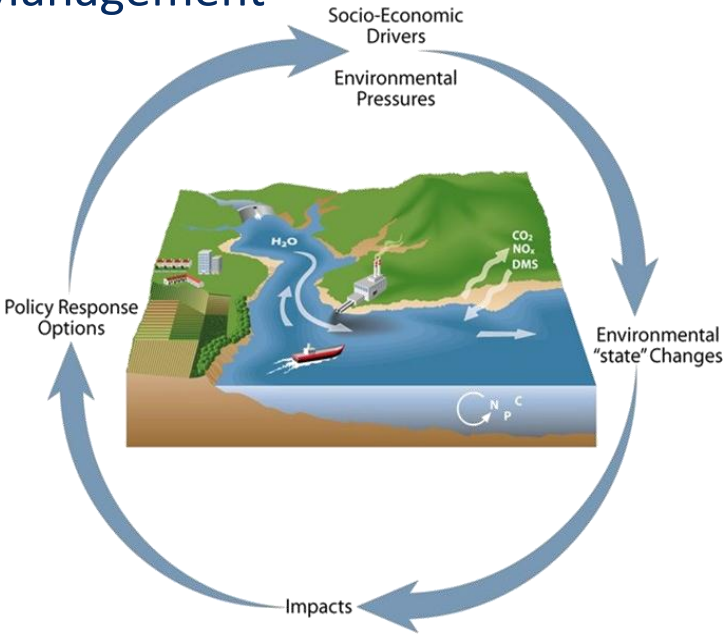 Management
Socio-Economic
Drivers
Environmental
Pressures
CO₂
NOₓ
DMS
H₂O
Policy Response
Options
Environmental
“state” Changes
N C
P
Impacts